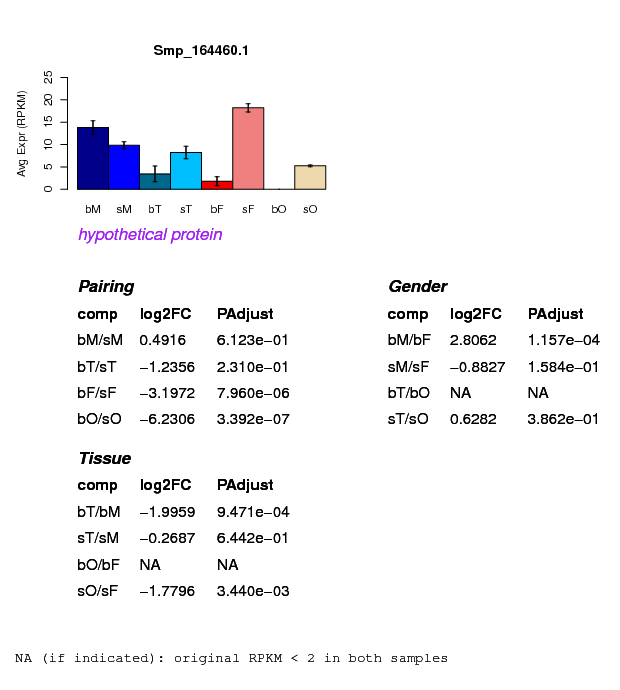 Smp_164460.1
Avg Expr (RPKM)
25
20
15
10
5
0
bM sM bT sT bF sF bO sO
hypothetical protein
Pairing
comp log2FC PAdjust
bM/sM 0.4916 6.123e−01
bT/sT −1.2356 2.310e−01
bF/sF −3.1972 7.960e−06
bO/sO −6.2306 3.392e−07
Gender
comp log2FC PAdjust
bM/bF 2.8062 1.157e−04
sM/sF −0.8827 1.584e−01
bT/bO NA NA
sT/sO 0.6282 3.862e−01
Tissue
comp log2FC PAdjust
bT/bM −1.9959 9.471e−04
sT/sM −0.2687 6.442e−01
bO/bF NA NA
sO/sF −1.7796 3.440e−03
NA (if indicated): original RPKM < 2 in both samples